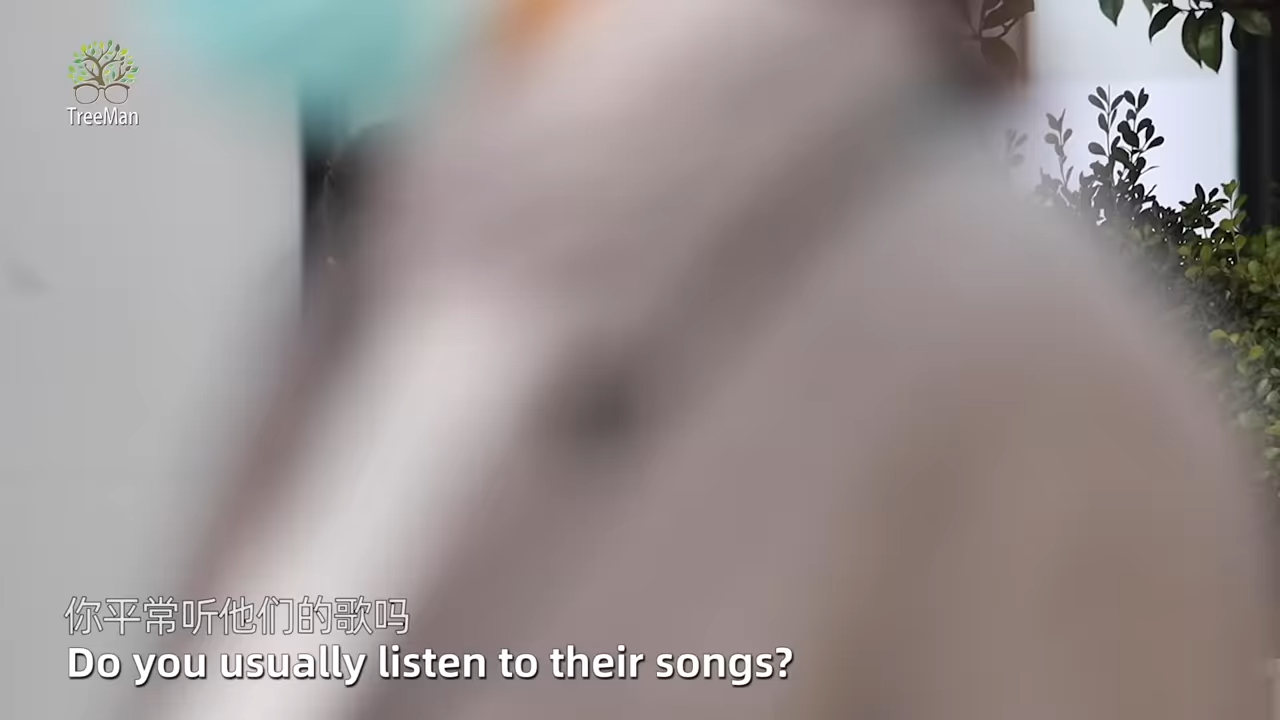 TreeMan
你平常听他们的歌吗
Do you usually listen to their songs?